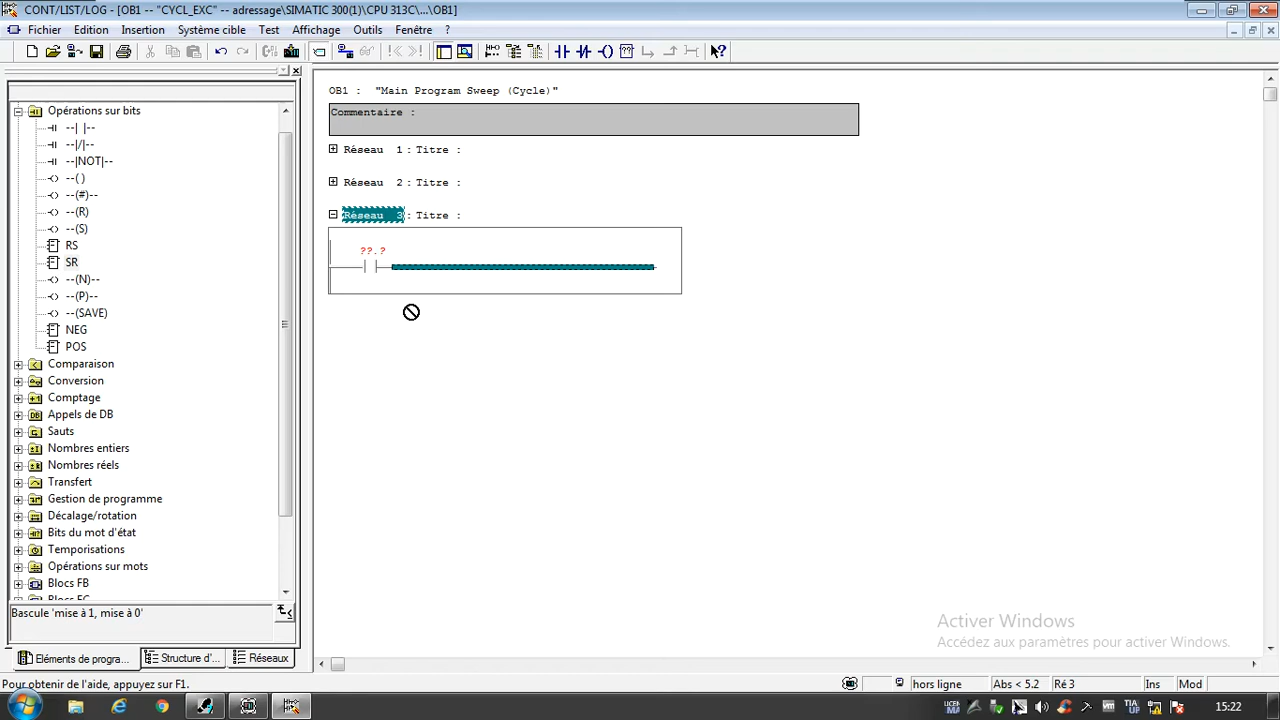 CONT/LIST/LOG - [OB1 -- "CYCL_EXC" -- adressage\SIMATIC 300(1)\CPU 313C\...\OB1]
Fichier Edition Insertion Système cible Test Affichage Outils Fenêtre ?
OB1 : "Main Program Sweep (Cycle)"
Commentaire :
Réseau 1 : Titre :
Réseau 2 : Titre :
Réseau 3 : Titre :
??.?
Opérations sur bits
--| |--
--|/|--
--|NOT|--
--( )
--(#)--
--(R)
--(S)
RS
SR
--(N)--
--(P)--
--(SAVE)
NEG
POS
Comparaison
Conversion
Comptage
Appels de DB
Sauts
Nombres entiers
Nombres réels
Transfert
Gestion de programme
Décalage/rotation
Bits du mot d'état
Temporisations
Opérations sur mots
Blocs FB
Bascule 'mise à 1, mise à 0'
Eléments de progra... Structure d'... Réseaux
Activer Windows
Accédez aux paramètres pour activer Windows.
Pour obtenir de l'aide, appuyez sur F1. hors ligne Abs < 5.2 Ré 3 Ins Mod
15:22